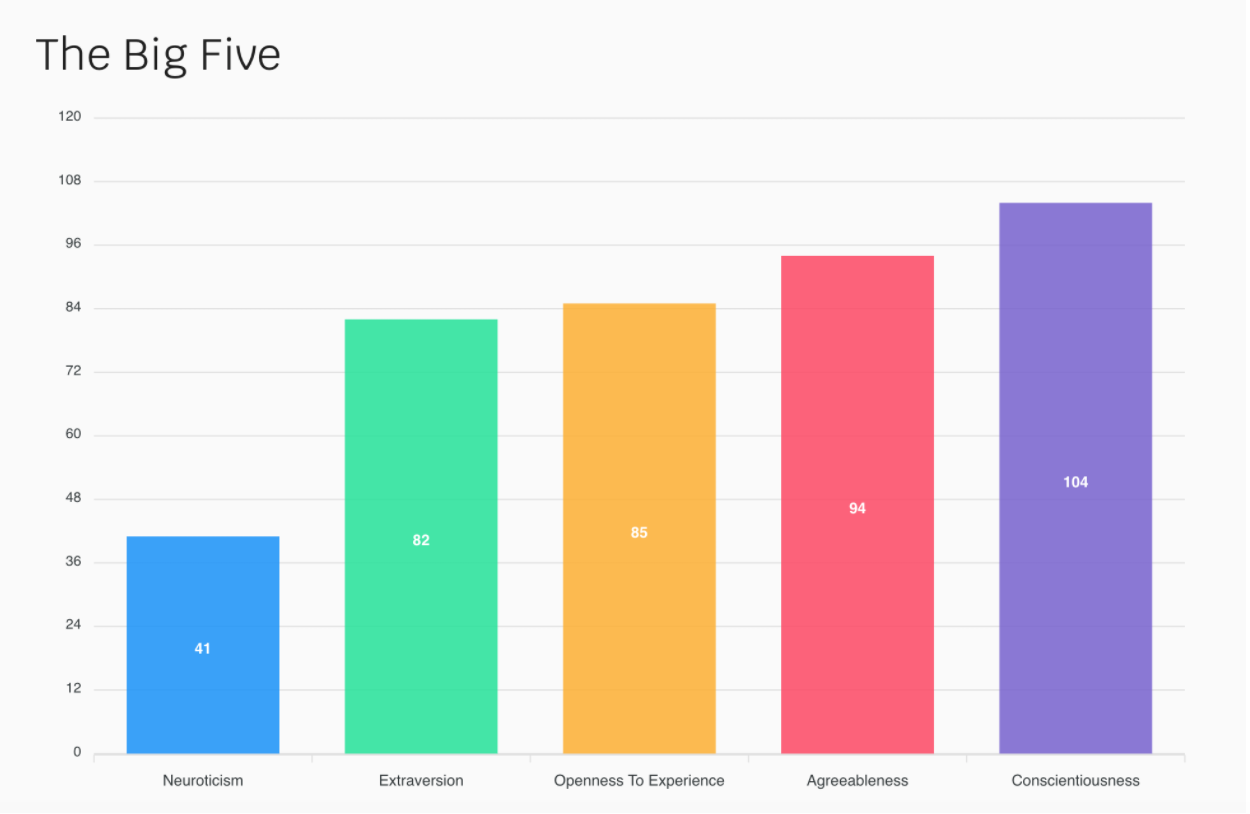 The Big Five
120
108
96
84
72
60
48
36
24
12
0
41
82
85
94
104
Neuroticism
Extraversion
Openness To Experience
Agreeableness
Conscientiousness